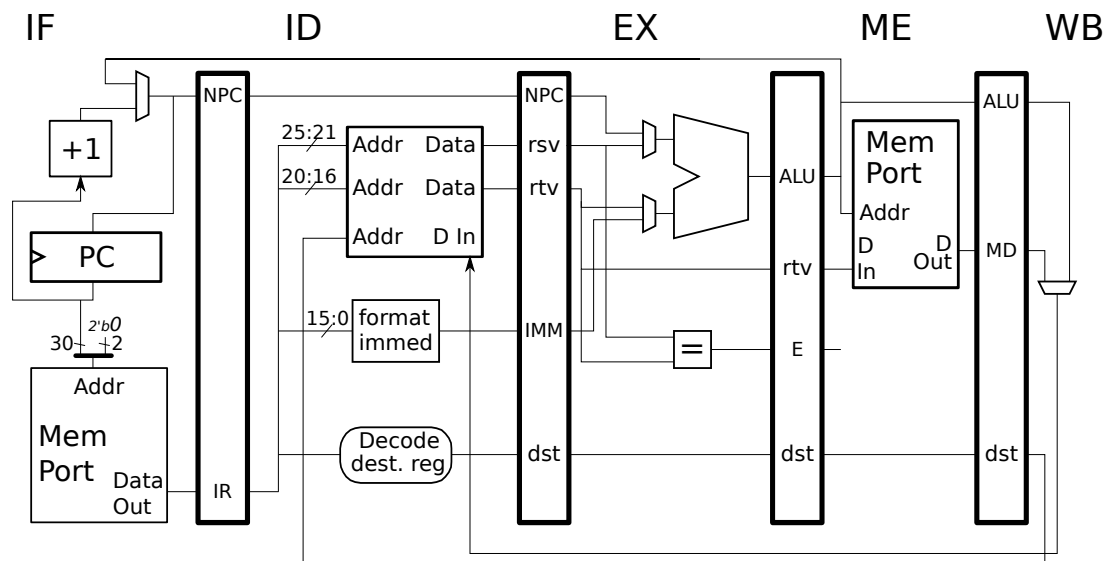 IF ID EX ME WB
NPC NPC ALU
+1
25:21 Addr Data rsv
Mem
Port
20:16 Addr Data rtv ALU
Addr
Addr D In
PC
D
In
D
Out
MD
rtv
2'b0
30 2
15:0 format
immed
IMM
=
E
Addr
Mem
Port
Data
Out
IR
Decode
dest. reg
dst dst dst